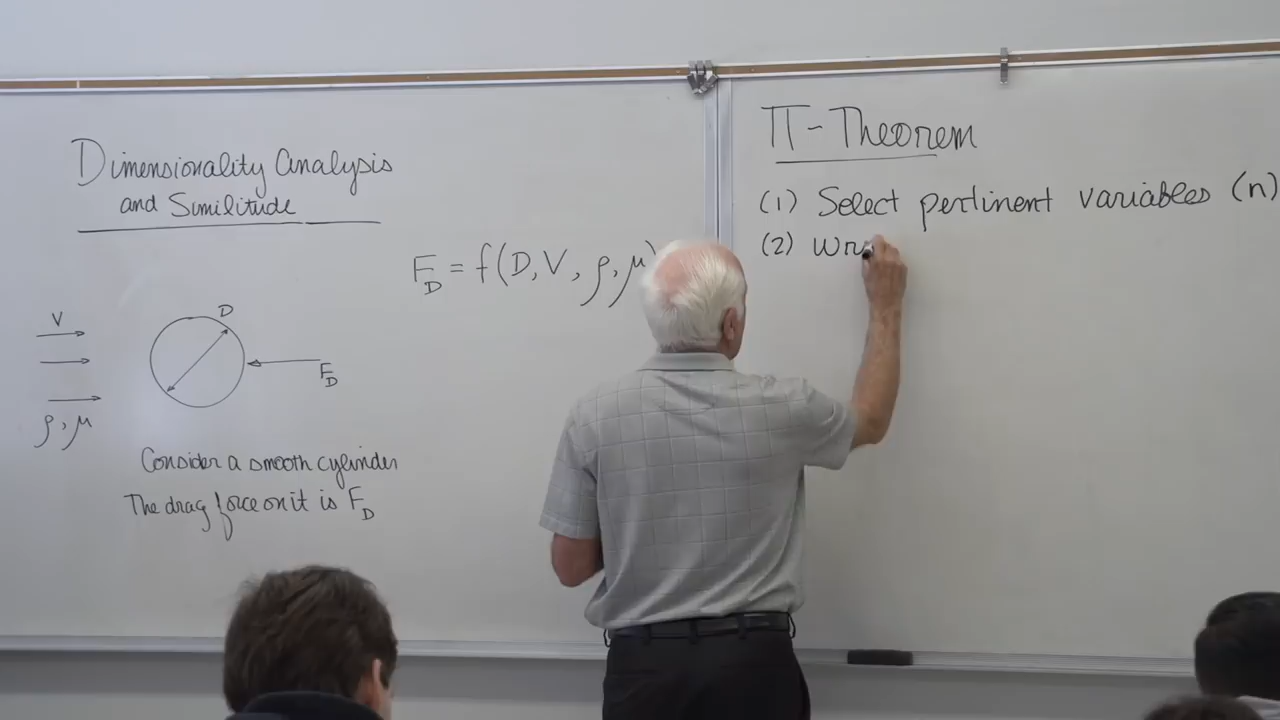 Dimensionality Analysis
and Similitude
F_D = f(D, V, ρ, μ)
V
D
F_D
ρ, μ
Consider a smooth cylinder
The drag force on it is F_D
Π-Theorem
(1) Select pertinent variables (n)
(2) Wri